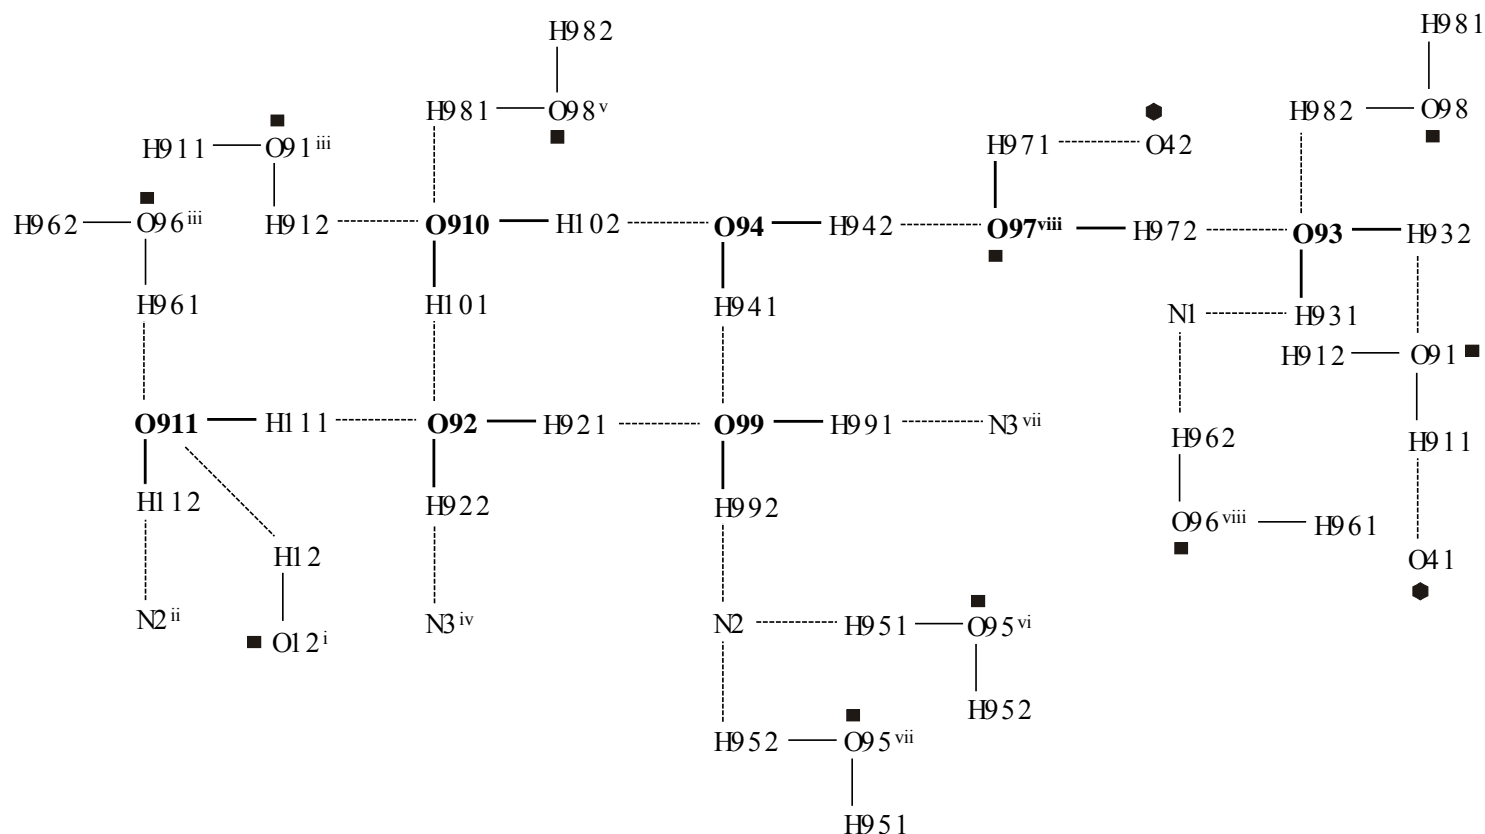 H982
H981
H981 O98v
H982 O98
H911 O91iii
H971 O42
H962 O96iii H912 O910 H102 O94 H942 O97viii H972 O93 H932
H961 H101 H941 N1 H931
H912 O91
O911 H111 O92 H921 O99 H991 N3vii
H962 H911
H112 H922 H992
O96viii H961
H12 O41
N2ii N3iv N2 H951 O95vi
O12i
H952
H952 O95vii
H951